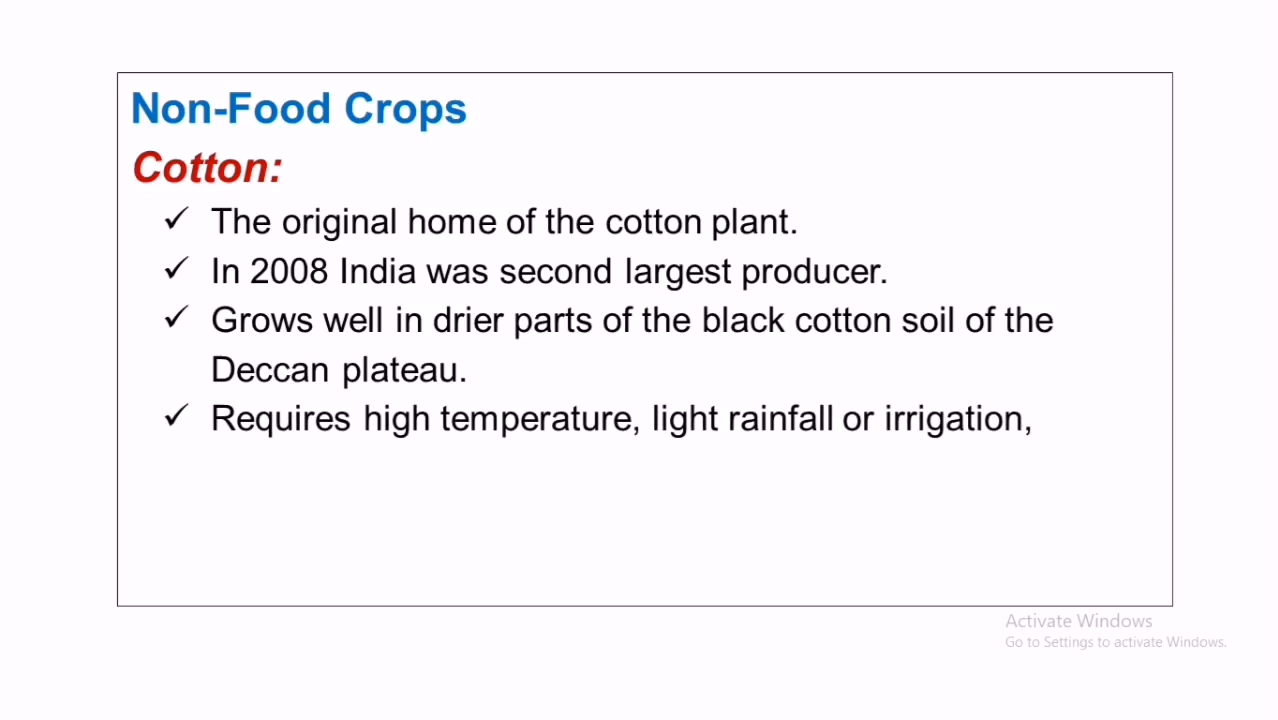 Non-Food Crops
Cotton:
✓ The original home of the cotton plant.
✓ In 2008 India was second largest producer.
✓ Grows well in drier parts of the black cotton soil of the
Deccan plateau.
✓ Requires high temperature, light rainfall or irrigation,
Activate Windows
Go to Settings to activate Windows.